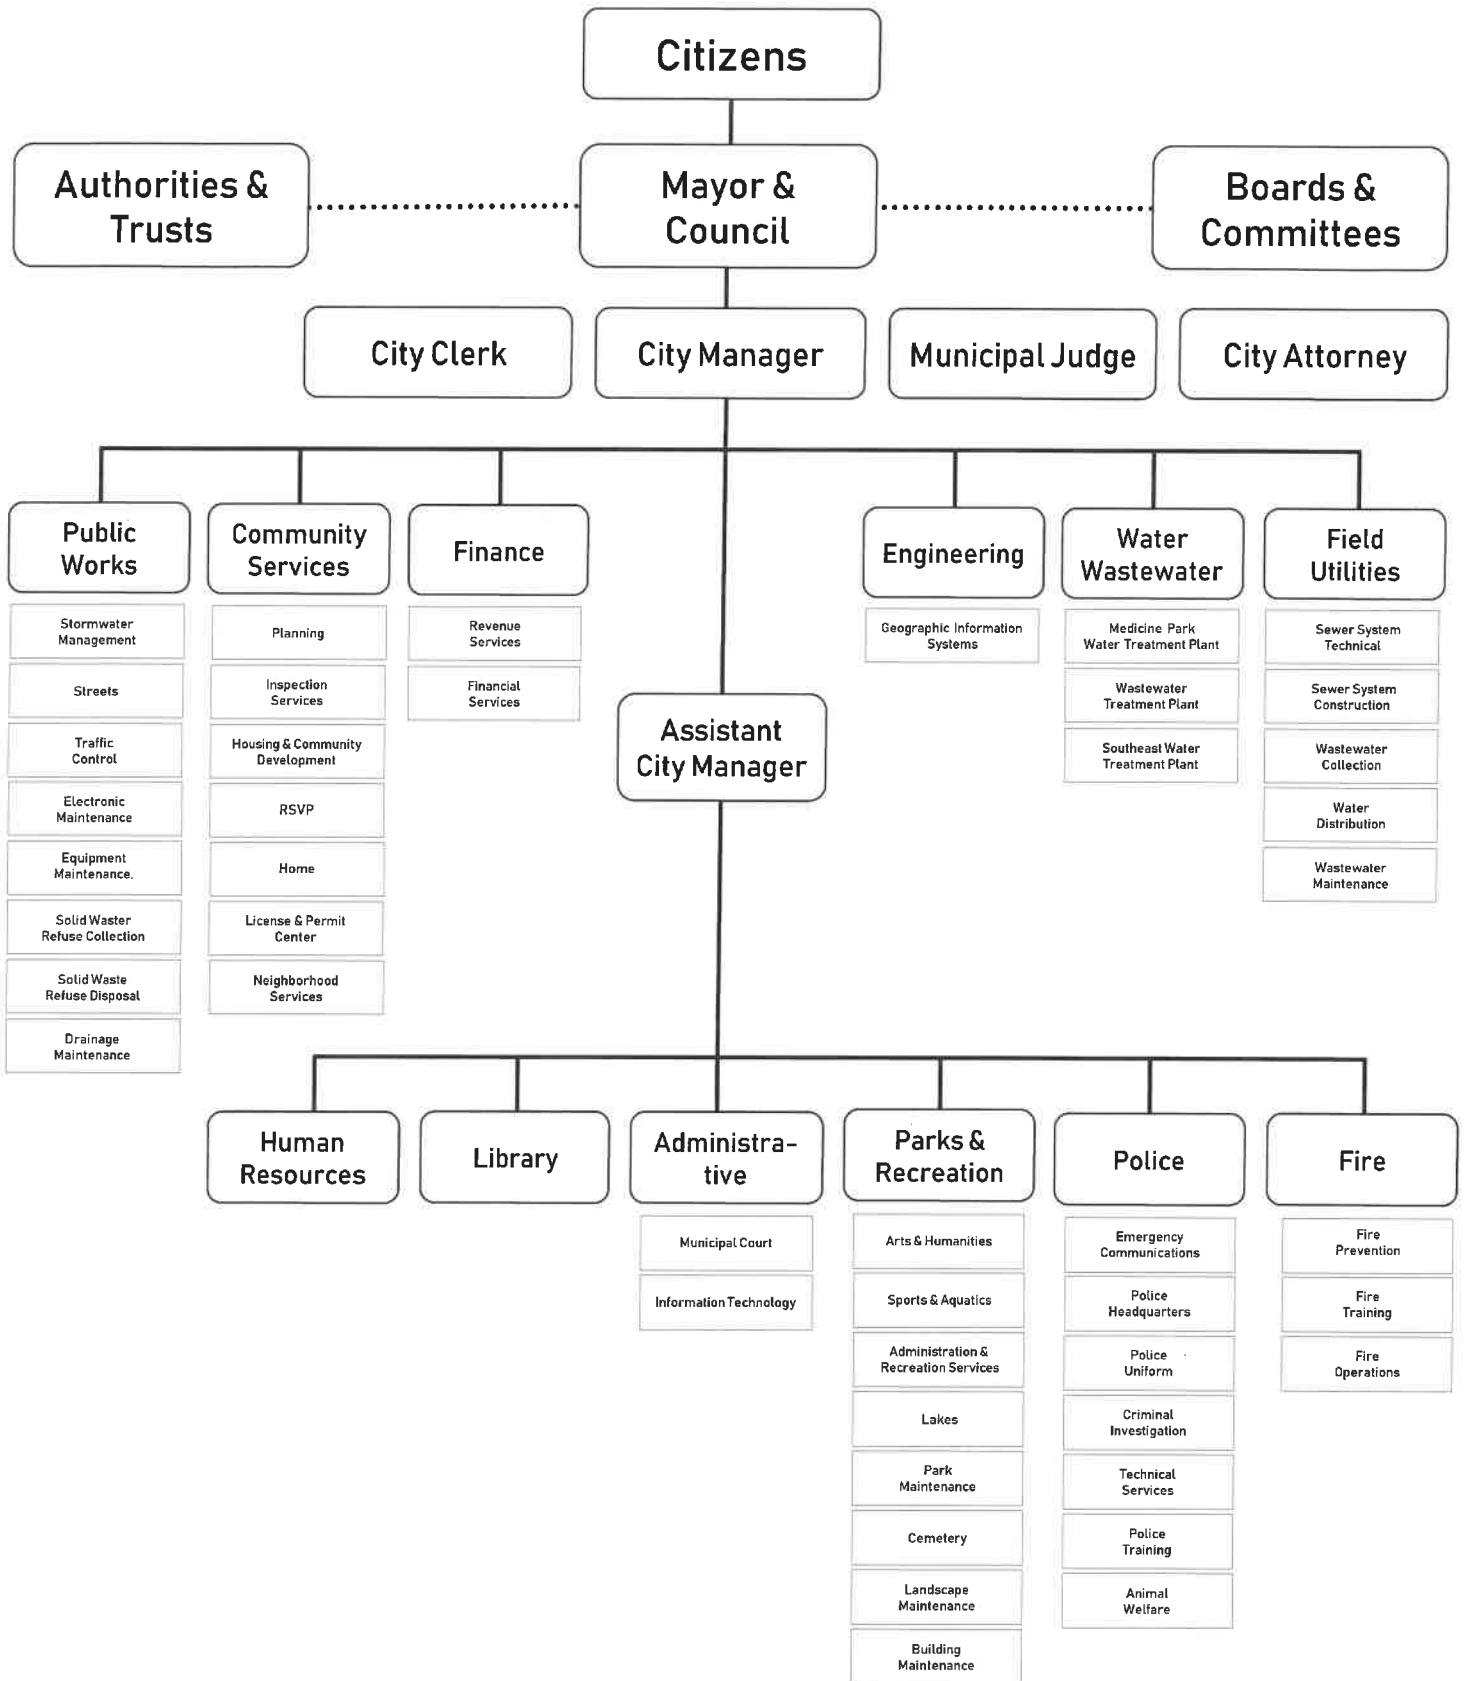 Citizens
Authorities &
Trusts
Mayor &
Council
Boards &
Committees
City Clerk
City Manager
Municipal Judge
City Attorney
Public
Works
Stormwater
Management
Streets
Traffic
Control
Electronic
Maintenance
Equipment
Maintenance.
Solid Waster
Refuse Collection
Solid Waste
Refuse Disposal
Drainage
Maintenance
Community
Services
Planning
Inspection
Services
Housing & Community
Development
RSVP
Home
License & Permit
Center
Neighborhood
Services
Finance
Revenue
Services
Financial
Services
Engineering
Geographic Information
Systems
Water
Wastewater
Medicine Park
Water Treatment Plant
Wastewater
Treatment Plant
Southeast Water
Treatment Plant
Field
Utilities
Sewer System
Technical
Sewer System
Construction
Wastewater
Collection
Water
Distribution
Wastewater
Maintenance
Assistant
City Manager
Human
Resources
Library
Administra-
tive
Municipal Court
Information Technology
Parks &
Recreation
Arts & Humanities
Sports & Aquatics
Administration &
Recreation Services
Lakes
Park
Maintenance
Cemetery
Landscape
Maintenance
Building
Maintenance
Police
Emergency
Communications
Police
Headquarters
Police
Uniform
Criminal
Investigation
Technical
Services
Police
Training
Animal
Welfare
Fire
Fire
Prevention
Fire
Training
Fire
Operations